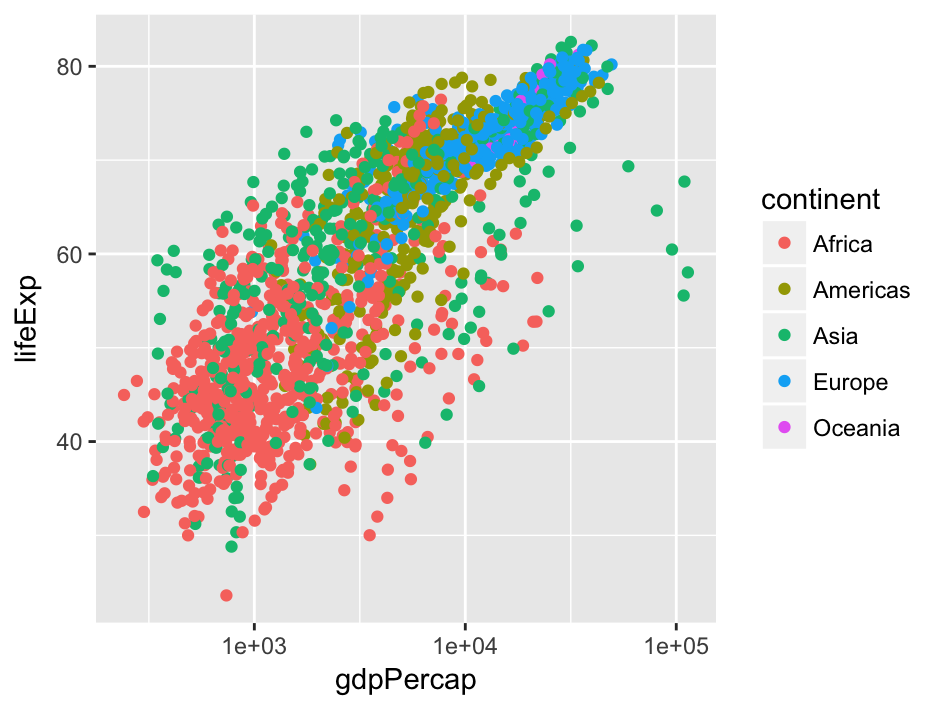 lifeExp
80
60
40
1e+03
1e+04
1e+05
gdpPercap
continent
Africa
Americas
Asia
Europe
Oceania